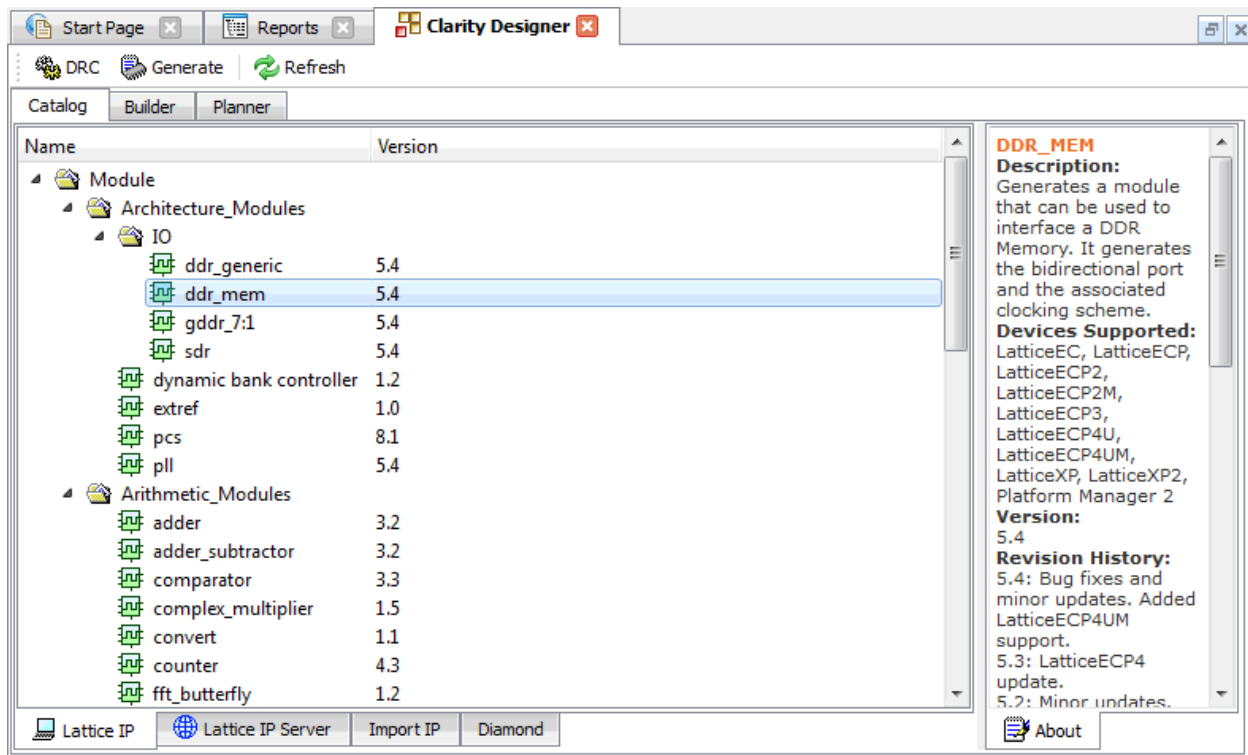 Start Page Reports Clarity Designer
DRC Generate Refresh
Catalog Builder Planner
Name Version
Module
Architecture_Modules
IO
ddr_generic 5.4
ddr_mem 5.4
gddr_7:1 5.4
sdr 5.4
dynamic bank controller 1.2
extref 1.0
pcs 8.1
pll 5.4
Arithmetic_Modules
adder 3.2
adder_subtractor 3.2
comparator 3.3
complex_multiplier 1.5
convert 1.1
counter 4.3
fft_butterfly 1.2
DDR_MEM
Description:
Generates a module
that can be used to
interface a DDR
Memory. It generates
the bidirectional port
and the associated
clocking scheme.
Devices Supported:
LatticeEC, LatticeECP,
LatticeECP2,
LatticeECP2M,
LatticeECP3,
LatticeECP4U,
LatticeECP4UM,
LatticeXP, LatticeXP2,
Platform Manager 2
Version:
5.4
Revision History:
5.4: Bug fixes and
minor updates. Added
LatticeECP4UM
support.
5.3: LatticeECP4
update.
5.2: Minor updates.
Lattice IP Lattice IP Server Import IP Diamond
About